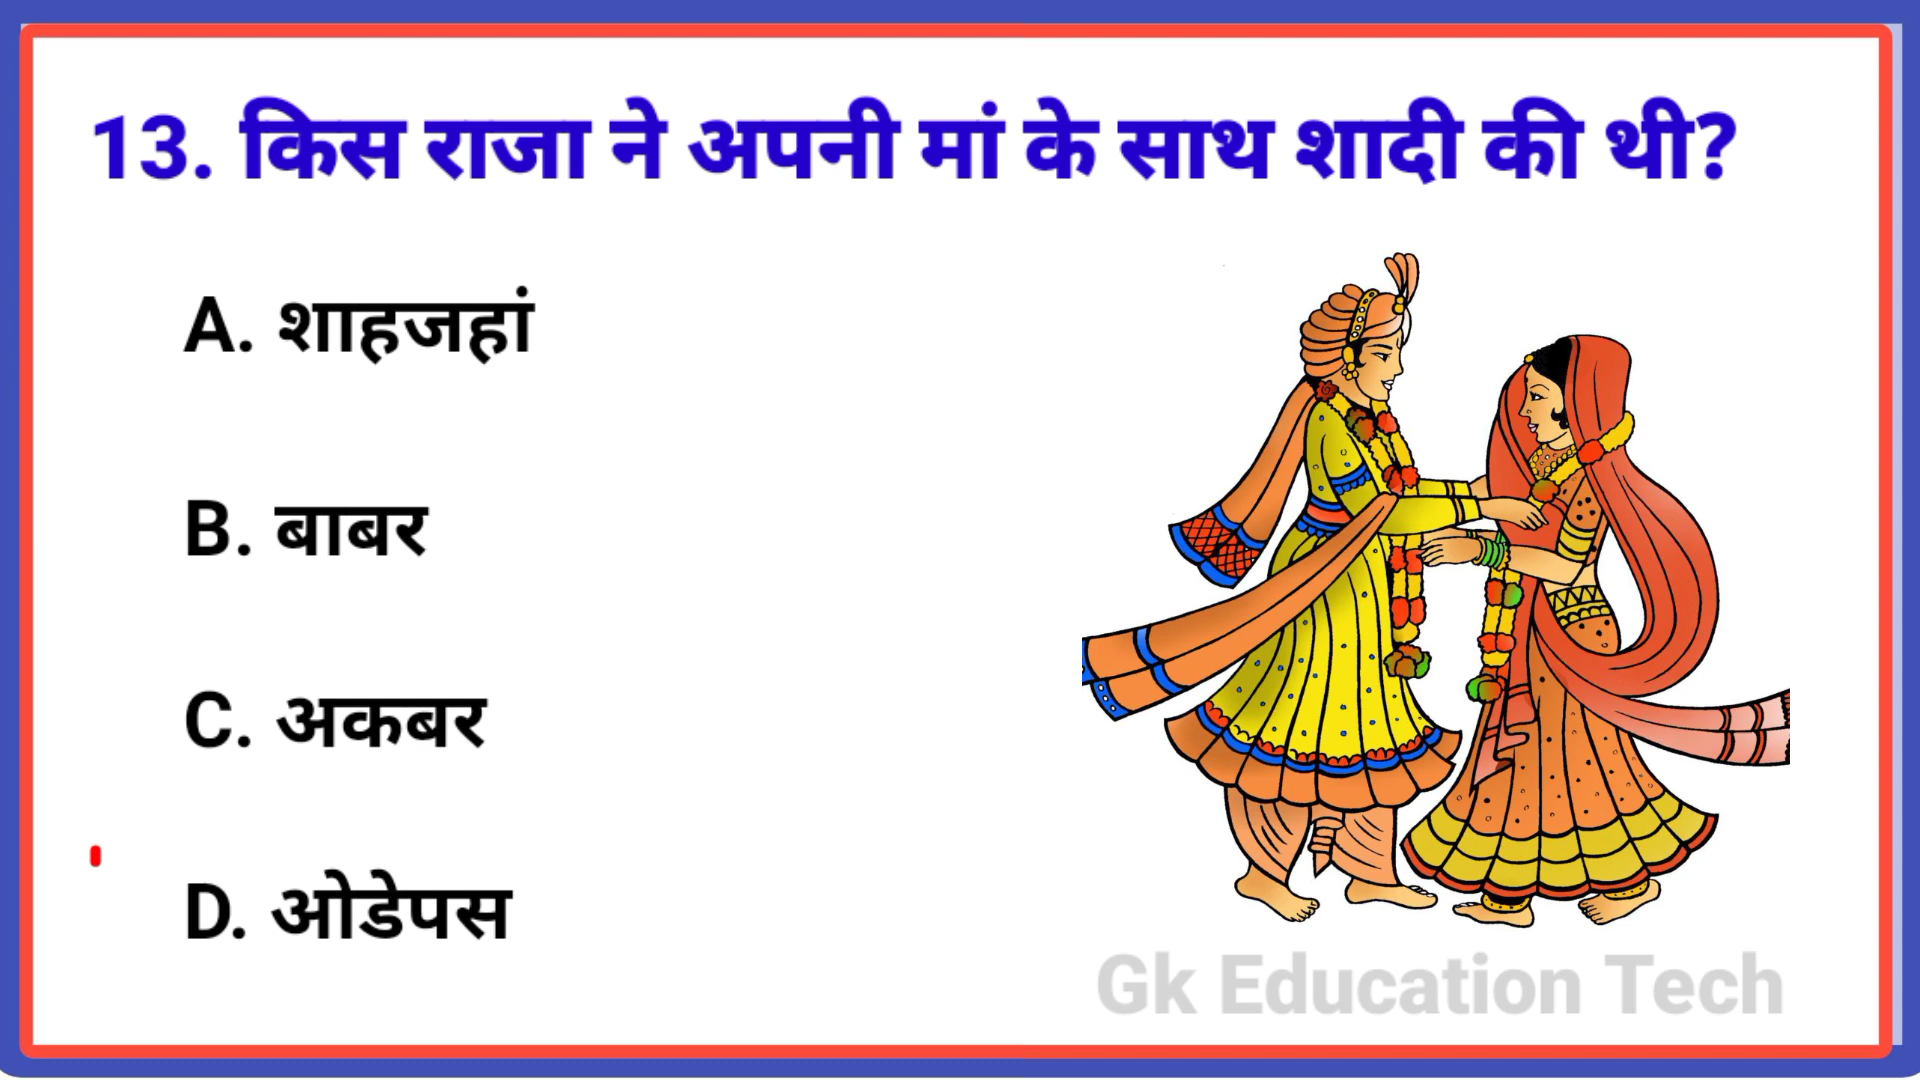 13. किस राजा ने अपनी मां के साथ शादी की थी?
A. शाहजहां
B. बाबर
C. अकबर
D. ओडेपस
Gk Education Tech